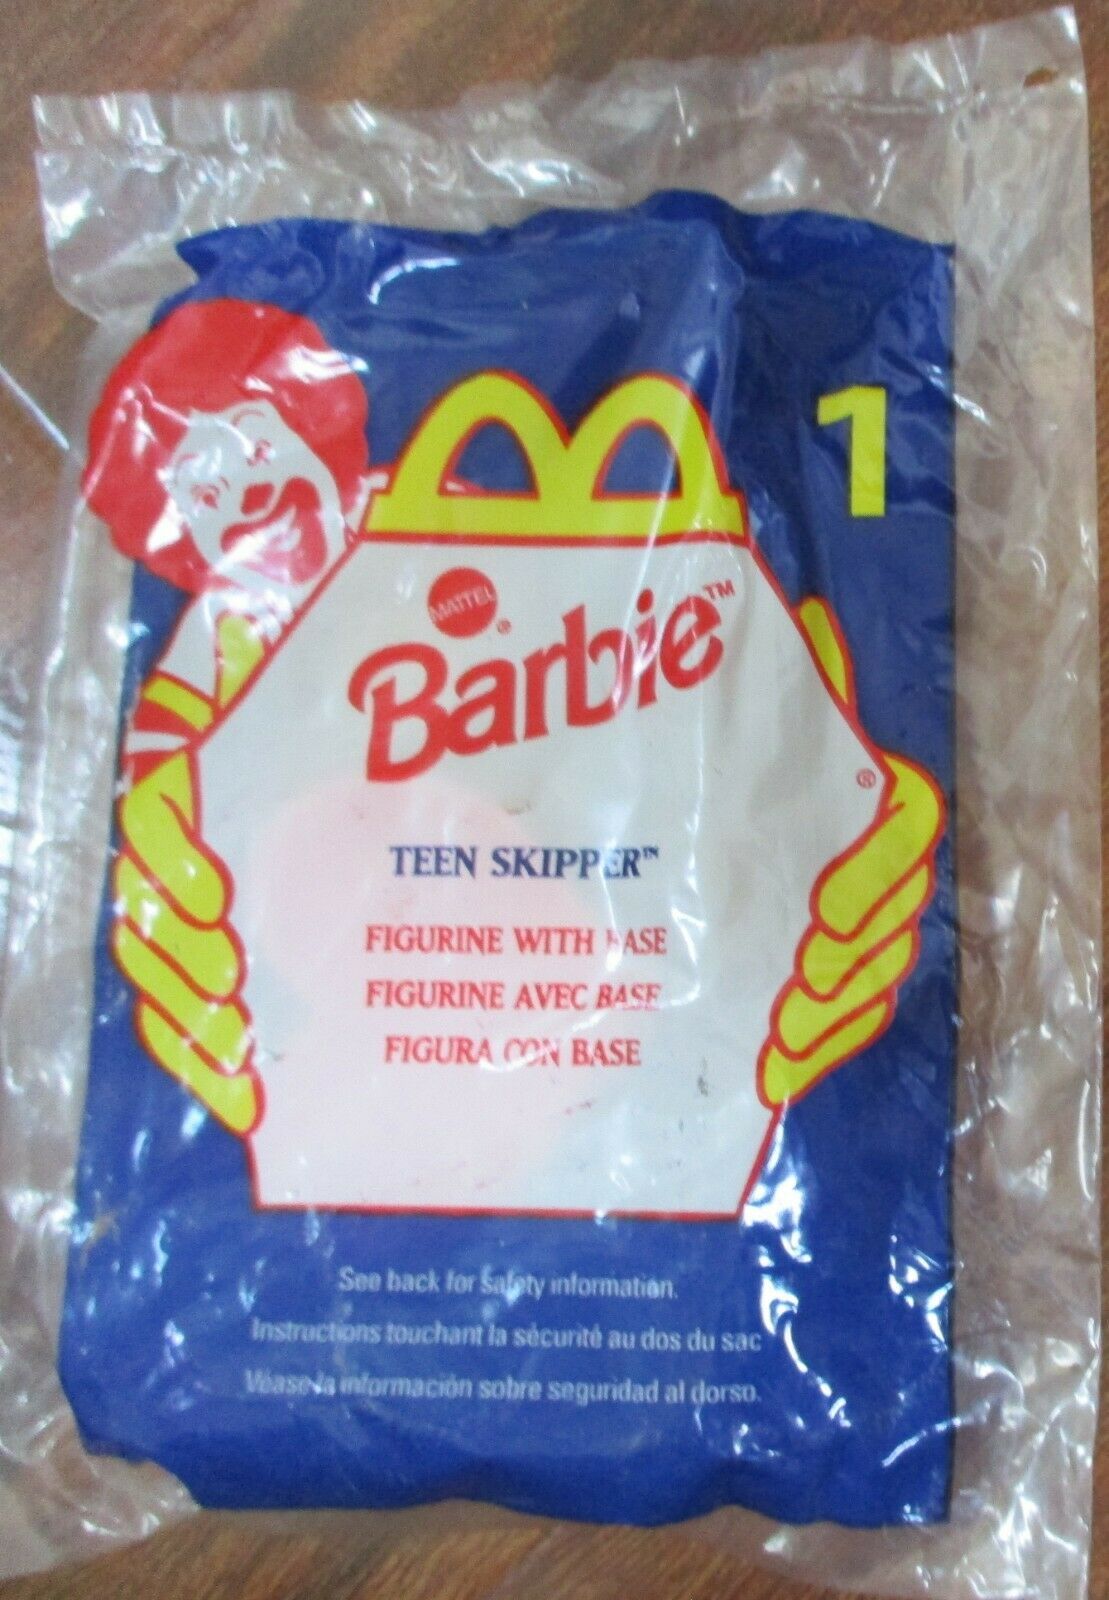 1
MATTEL ®
Barbie™
®
TEEN SKIPPER™
FIGURINE WITH BASE
FIGURINE AVEC BASE
FIGURA CON BASE
See back for safety information.
Instructions touchant la sécurité au dos du sac
Véase la información sobre seguridad al dorso.